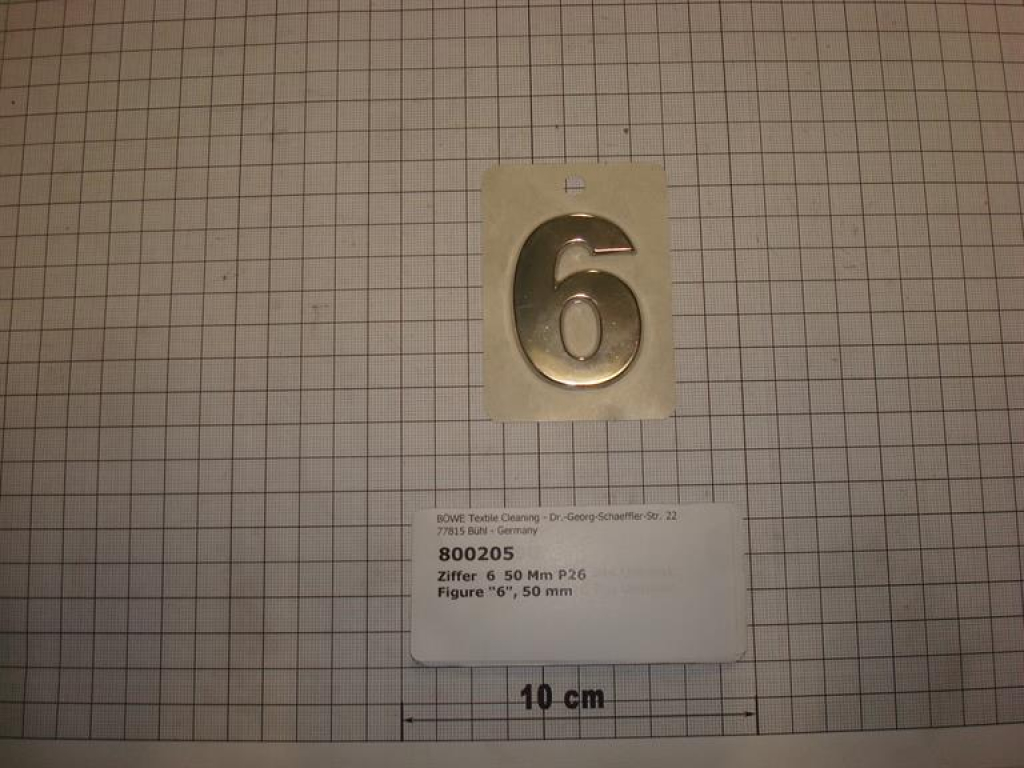 6
BÖWE Textile Cleaning - Dr.-Georg-Schaeffler-Str. 22
77815 Bühl - Germany
800205
Ziffer 6 50 Mm P26
Figure "6", 50 mm
10 cm